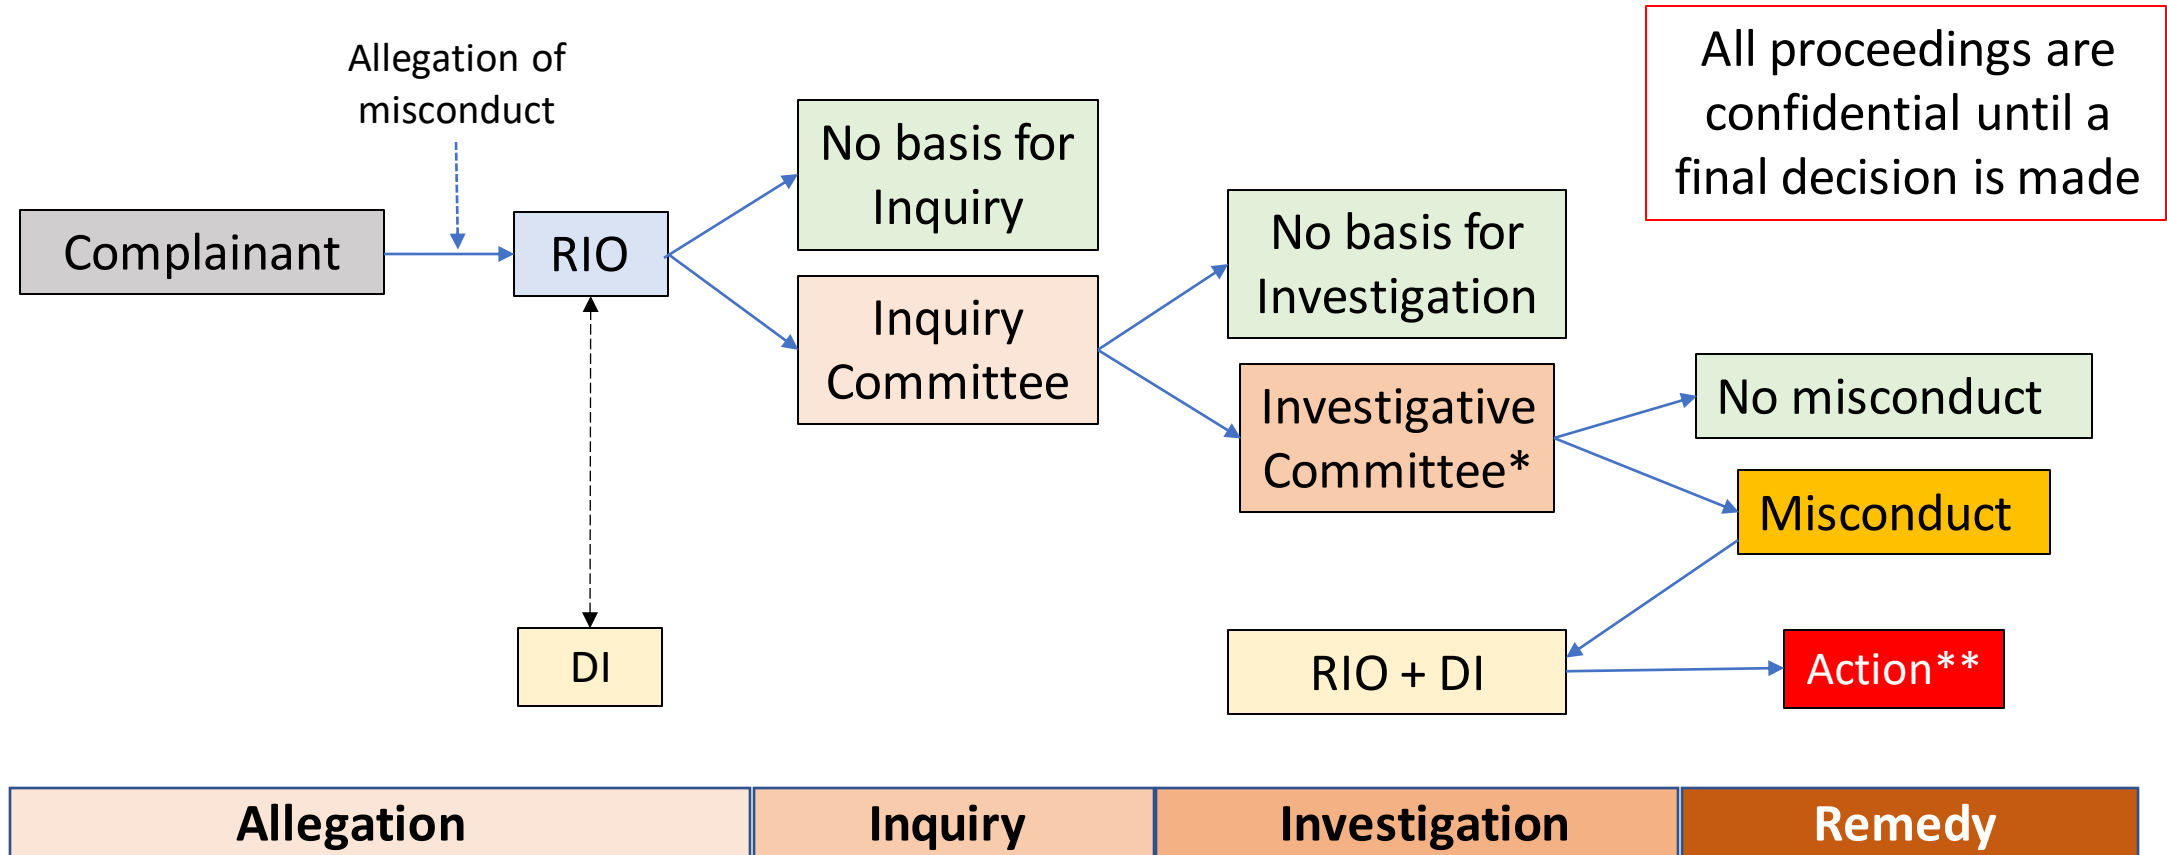 Allegation of
misconduct
All proceedings are
confidential until a
final decision is made
Complainant
RIO
No basis for
Inquiry
Inquiry
Committee
No basis for
Investigation
Investigative
Committee*
No misconduct
Misconduct
DI
RIO + DI
Action**
Allegation
Inquiry
Investigation
Remedy